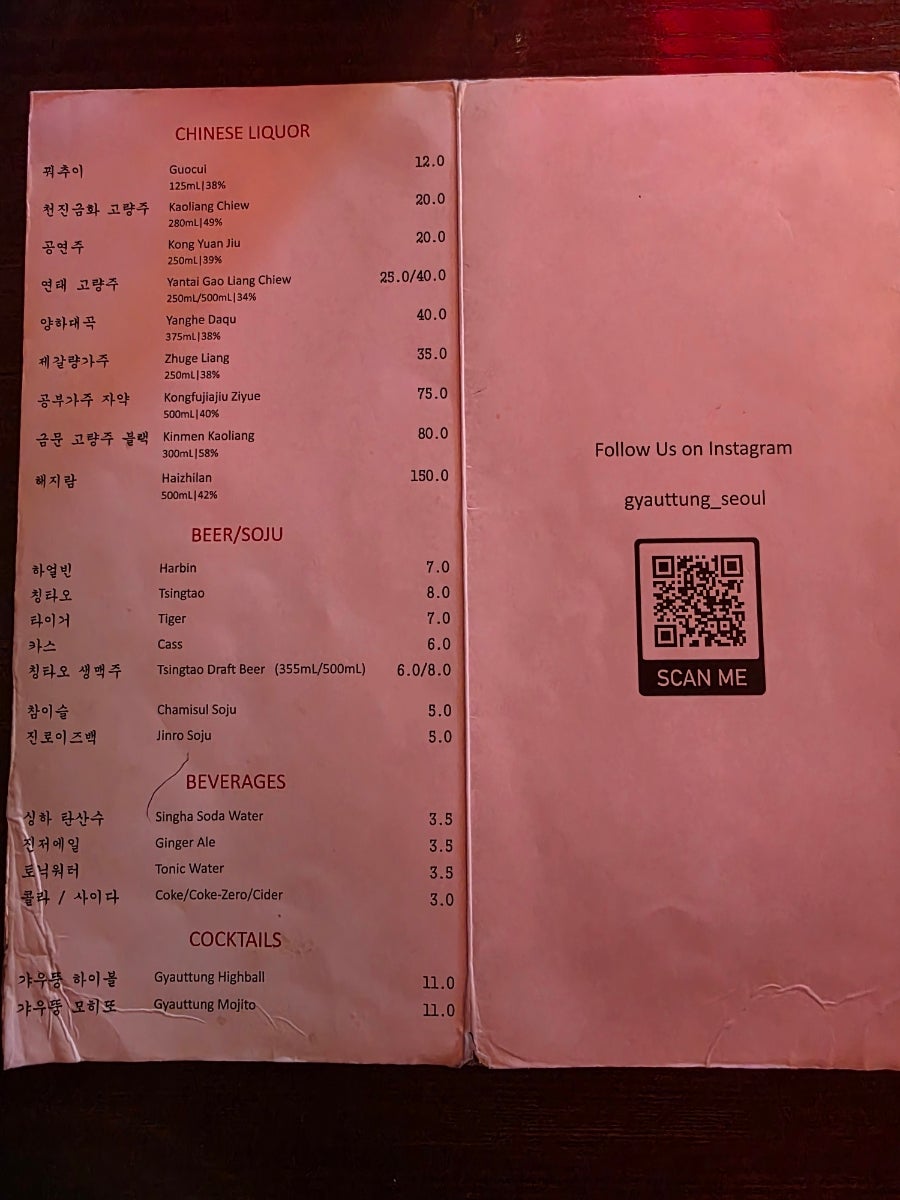 CHINESE LIQUOR
꿔추이 Guocui 12.0
125mL|38%
천진금화 고량주 Kaoliang Chiew 20.0
280mL|49%
공연주 Kong Yuan Jiu 20.0
250mL|39%
연태 고량주 Yantai Gao Liang Chiew 25.0/40.0
250mL/500mL|34%
양하대곡 Yanghe Daqu 40.0
375mL|38%
제갈량가주 Zhuge Liang 35.0
250mL|38%
공부가주 자약 Kongfujiajiu Ziyue 75.0
500mL|40%
금문 고량주 블랙 Kinmen Kaoliang 80.0
300mL|58%
해지람 Haizhilan 150.0
500mL|42%
BEER/SOJU
하얼빈 Harbin 7.0
칭타오 Tsingtao 8.0
타이거 Tiger 7.0
카스 Cass 6.0
칭타오 생맥주 Tsingtao Draft Beer (355mL/500mL) 6.0/8.0
참이슬 Chamisul Soju 5.0
진로이즈백 Jinro Soju 5.0
BEVERAGES
싱하 탄산수 Singha Soda Water 3.5
진저에일 Ginger Ale 3.5
토닉워터 Tonic Water 3.5
콜라 / 사이다 Coke/Coke-Zero/Cider 3.0
COCKTAILS
갸우뚱 하이볼 Gyauttung Highball 11.0
갸우뚱 모히또 Gyauttung Mojito 11.0
Follow Us on Instagram
gyauttung_seoul
SCAN ME